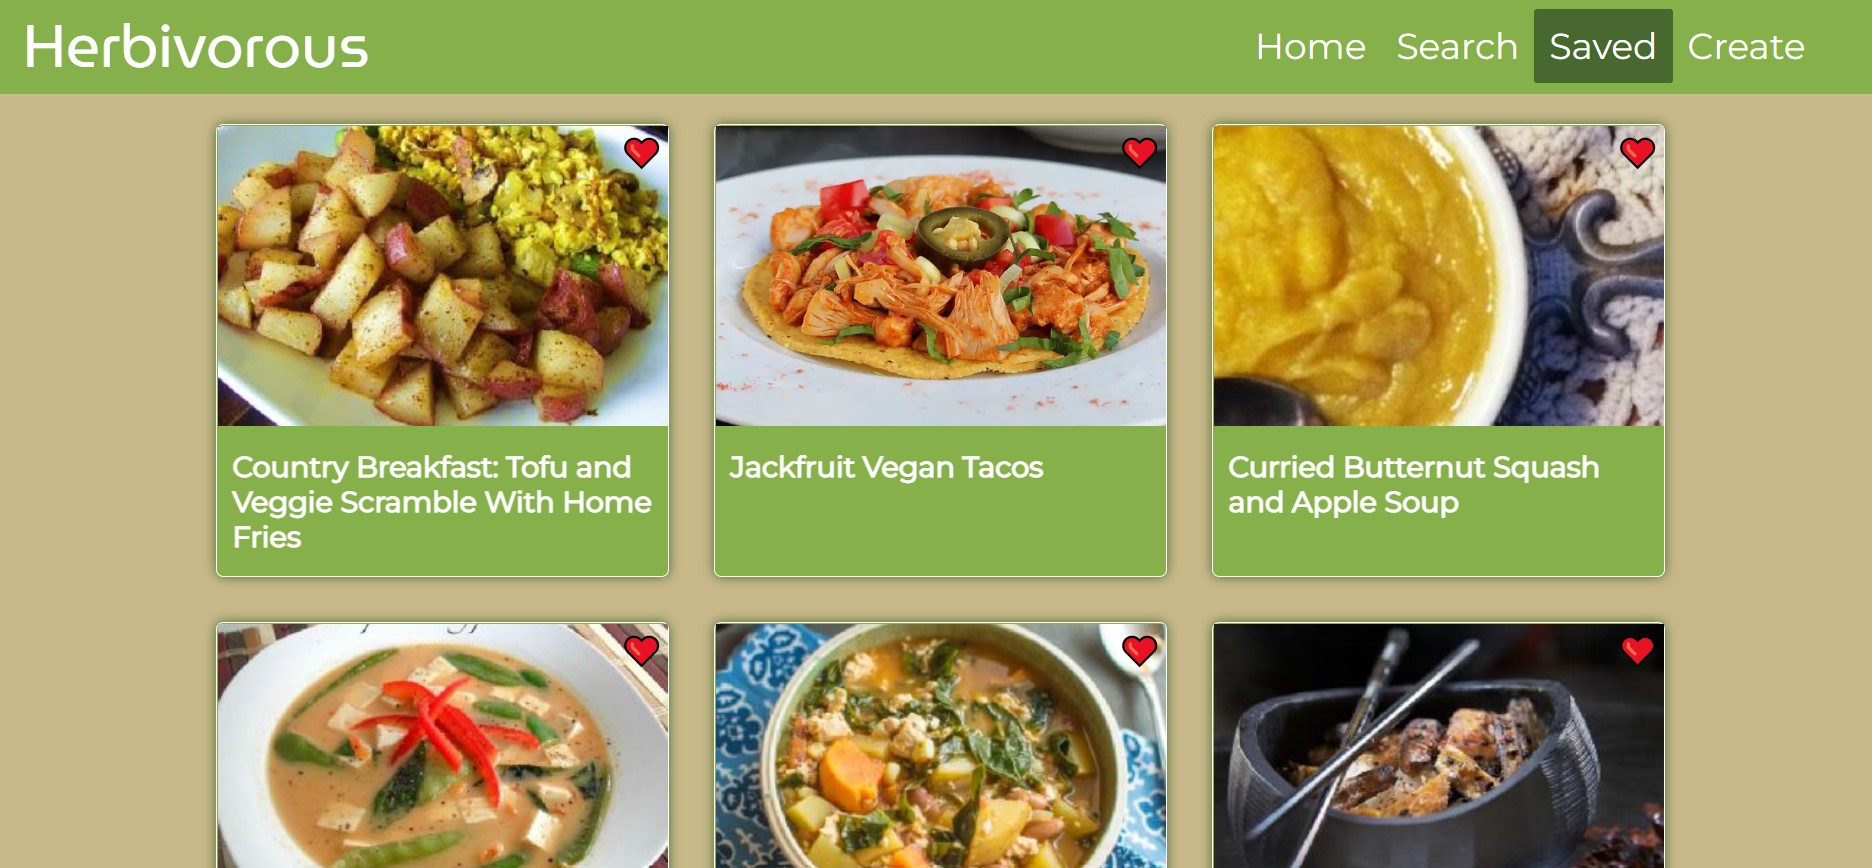 Herbivorous
Home Search Saved Create
Country Breakfast: Tofu and
Veggie Scramble With Home
Fries
Jackfruit Vegan Tacos
Curried Butternut Squash
and Apple Soup